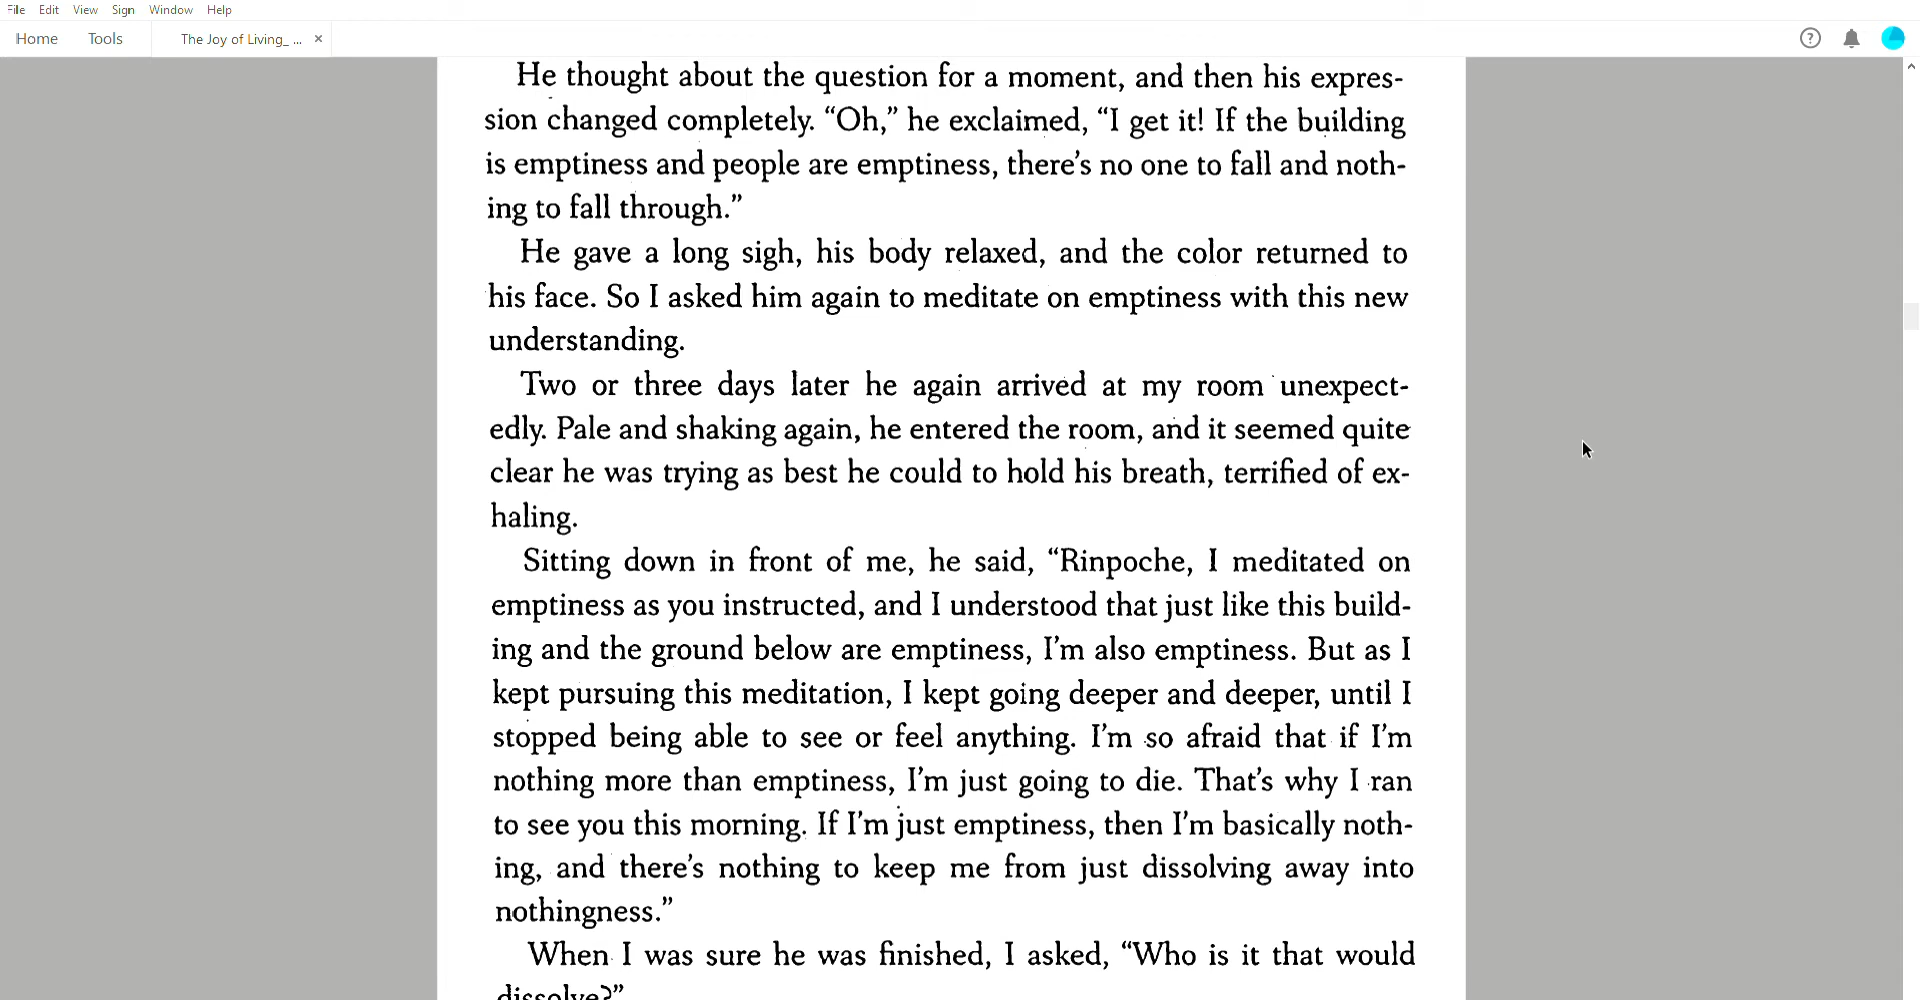 File Edit View Sign Window Help
Home Tools The Joy of Living_ ... ×
He thought about the question for a moment, and then his expres-
sion changed completely. “Oh,” he exclaimed, “I get it! If the building
is emptiness and people are emptiness, there’s no one to fall and noth-
ing to fall through.”
He gave a long sigh, his body relaxed, and the color returned to
his face. So I asked him again to meditate on emptiness with this new
understanding.
Two or three days later he again arrived at my room unexpect-
edly. Pale and shaking again, he entered the room, and it seemed quite
clear he was trying as best he could to hold his breath, terrified of ex-
haling.
Sitting down in front of me, he said, “Rinpoche, I meditated on
emptiness as you instructed, and I understood that just like this build-
ing and the ground below are emptiness, I’m also emptiness. But as I
kept pursuing this meditation, I kept going deeper and deeper, until I
stopped being able to see or feel anything. I’m so afraid that if I’m
nothing more than emptiness, I’m just going to die. That’s why I ran
to see you this morning. If I’m just emptiness, then I’m basically noth-
ing, and there’s nothing to keep me from just dissolving away into
nothingness.”
When I was sure he was finished, I asked, “Who is it that would
dissolve?”